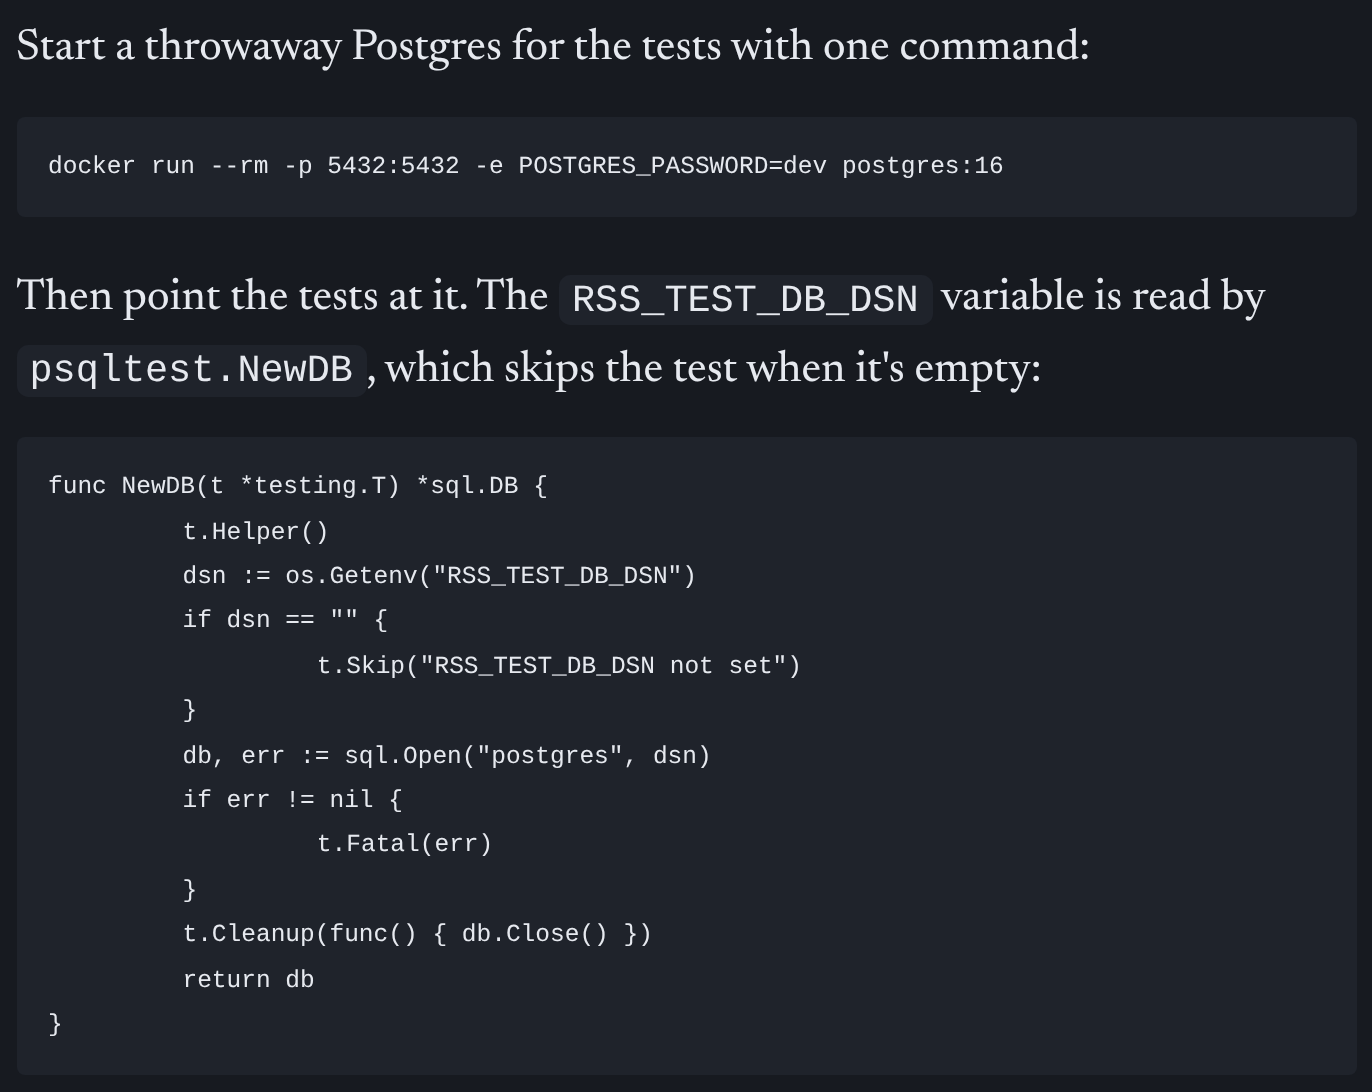 Start a throwaway Postgres for the tests with one command:
docker run --rm -p 5432:5432 -e POSTGRES_PASSWORD=dev postgres:16
Then point the tests at it. The RSS_TEST_DB_DSN variable is read by
psqltest.NewDB, which skips the test when it's empty:
func NewDB(t *testing.T) *sql.DB {
	t.Helper()
	dsn := os.Getenv("RSS_TEST_DB_DSN")
	if dsn == "" {
		t.Skip("RSS_TEST_DB_DSN not set")
	}
	db, err := sql.Open("postgres", dsn)
	if err != nil {
		t.Fatal(err)
	}
	t.Cleanup(func() { db.Close() })
	return db
}